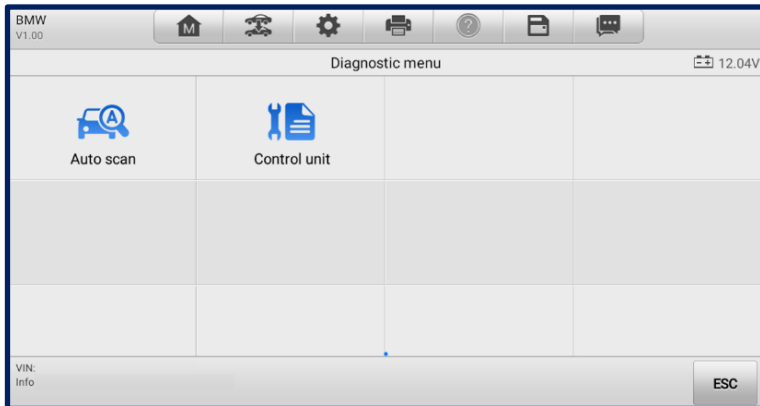 BMW
V1.00
M
Diagnostic menu
12.04V
A
Auto scan
Control unit
VIN:
Info
ESC